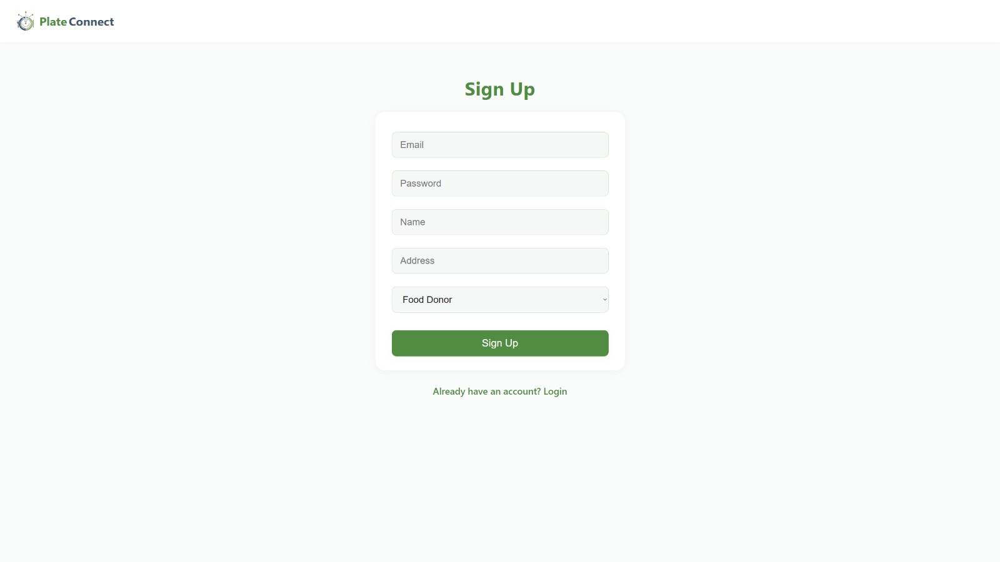 Plate Connect
Sign Up
Email
Password
Name
Address
Food Donor
Sign Up
Already have an account? Login